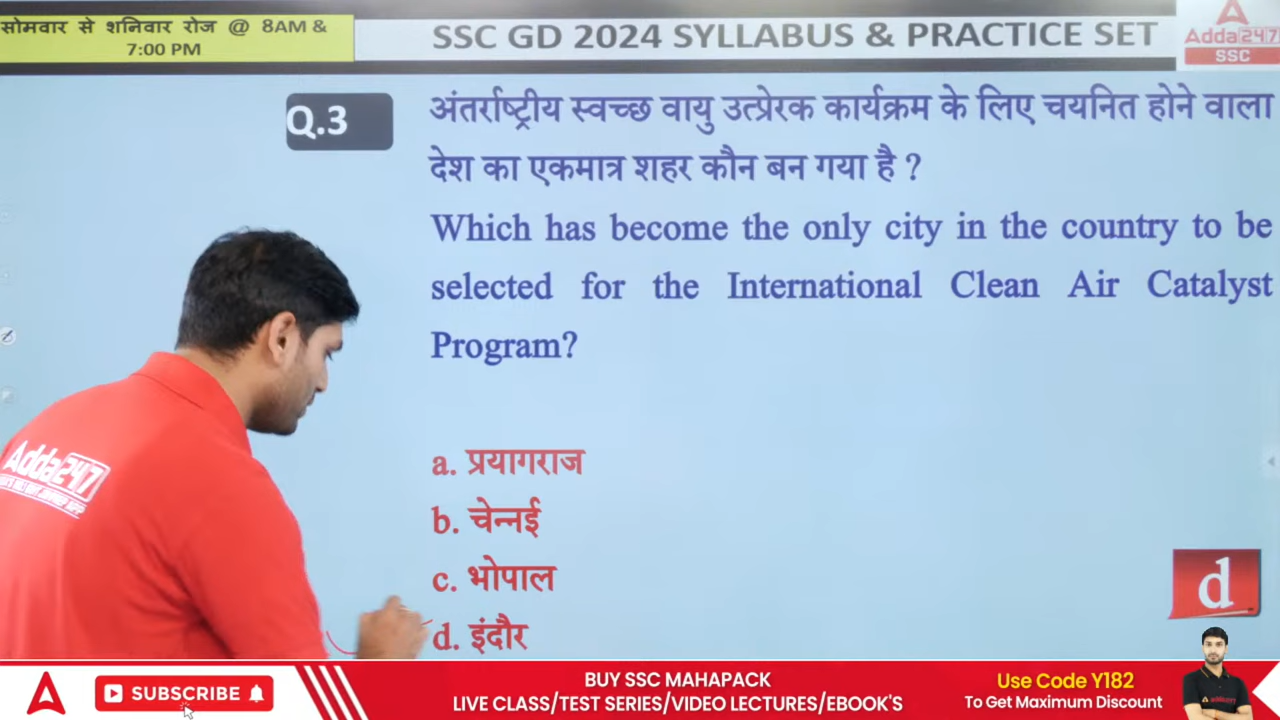 सोमवार से शनिवार रोज @ 8AM &
7:00 PM
SSC GD 2024 SYLLABUS & PRACTICE SET
Adda247
SSC
Q.3
अंतर्राष्ट्रीय स्वच्छ वायु उत्प्रेरक कार्यक्रम के लिए चयनित होने वाला
देश का एकमात्र शहर कौन बन गया है ?
Which has become the only city in the country to be
selected for the International Clean Air Catalyst
Program?
a. प्रयागराज
b. चेन्नई
c. भोपाल
d. इंदौर
d
Adda247
SUBSCRIBE
BUY SSC MAHAPACK
LIVE CLASS/TEST SERIES/VIDEO LECTURES/EBOOK'S
Use Code Y182
To Get Maximum Discount